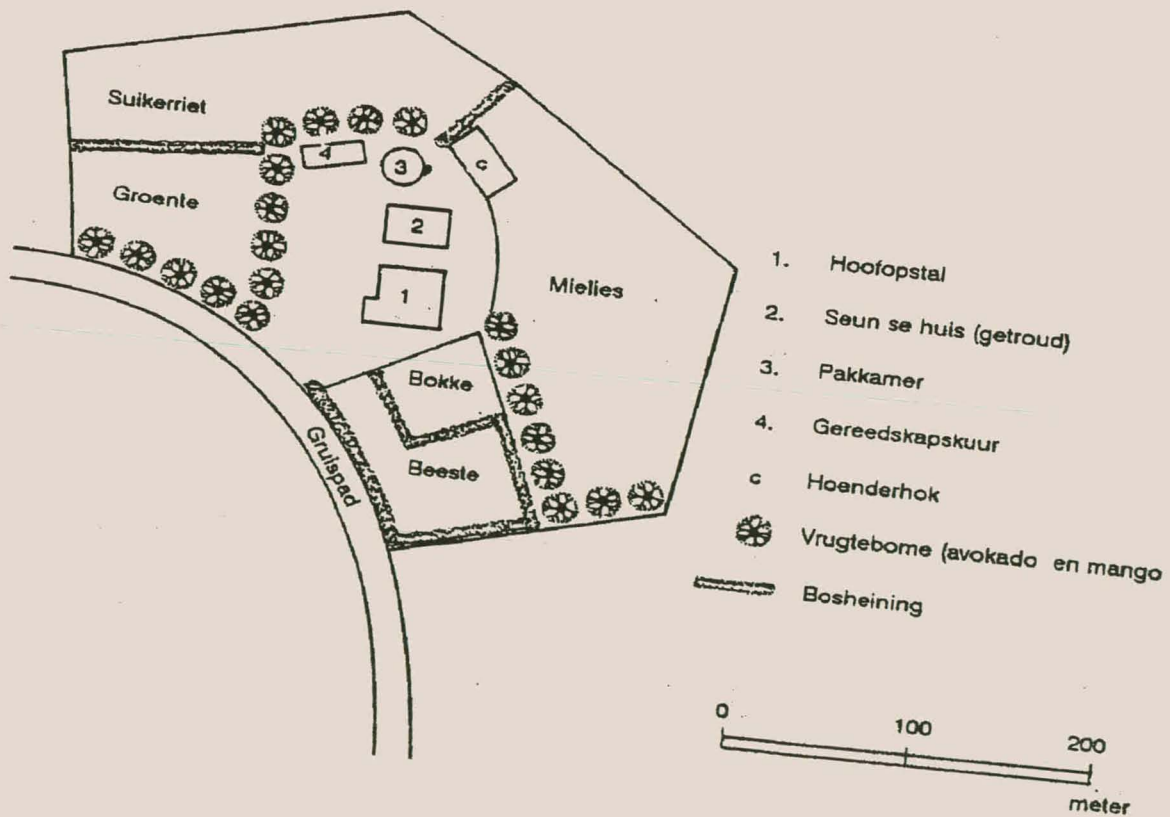 Suikerriet
4
3
c
Groente
2
1
Mielies
Bokke
Beeste
Gruispad
1. Hoofopstal
2. Seun se huis (getroud)
3. Pakkamer
4. Gereedskapskuur
c Hoenderhok
Vrugtebome (avokado en mango
Bosheining
0 100 200
meter